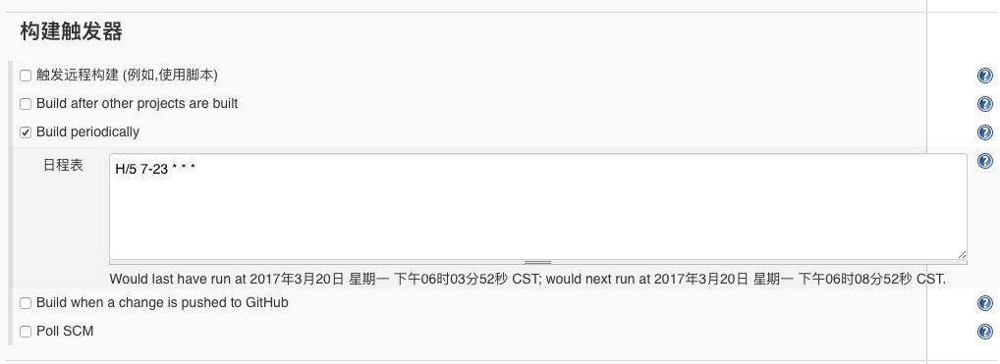 构建触发器
触发远程构建 (例如,使用脚本)
Build after other projects are built
Build periodically
日程表
H/5 7-23 * * *
Would last have run at 2017年3月20日 星期一 下午06时03分52秒 CST; would next run at 2017年3月20日 星期一 下午06时08分52秒 CST.
Build when a change is pushed to GitHub
Poll SCM